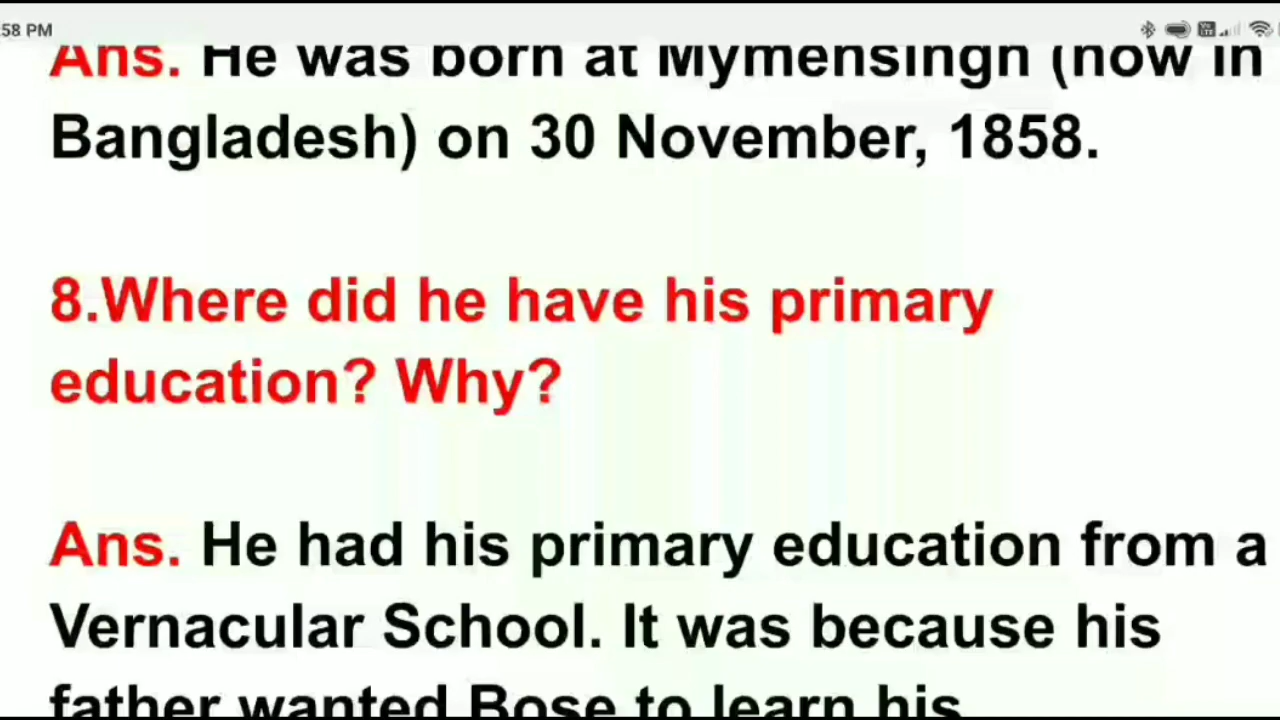 58 PM
Ans. He was born at Mymensingh (now in
Bangladesh) on 30 November, 1858.
8.Where did he have his primary
education? Why?
Ans. He had his primary education from a
Vernacular School. It was because his
father wanted Bose to learn his